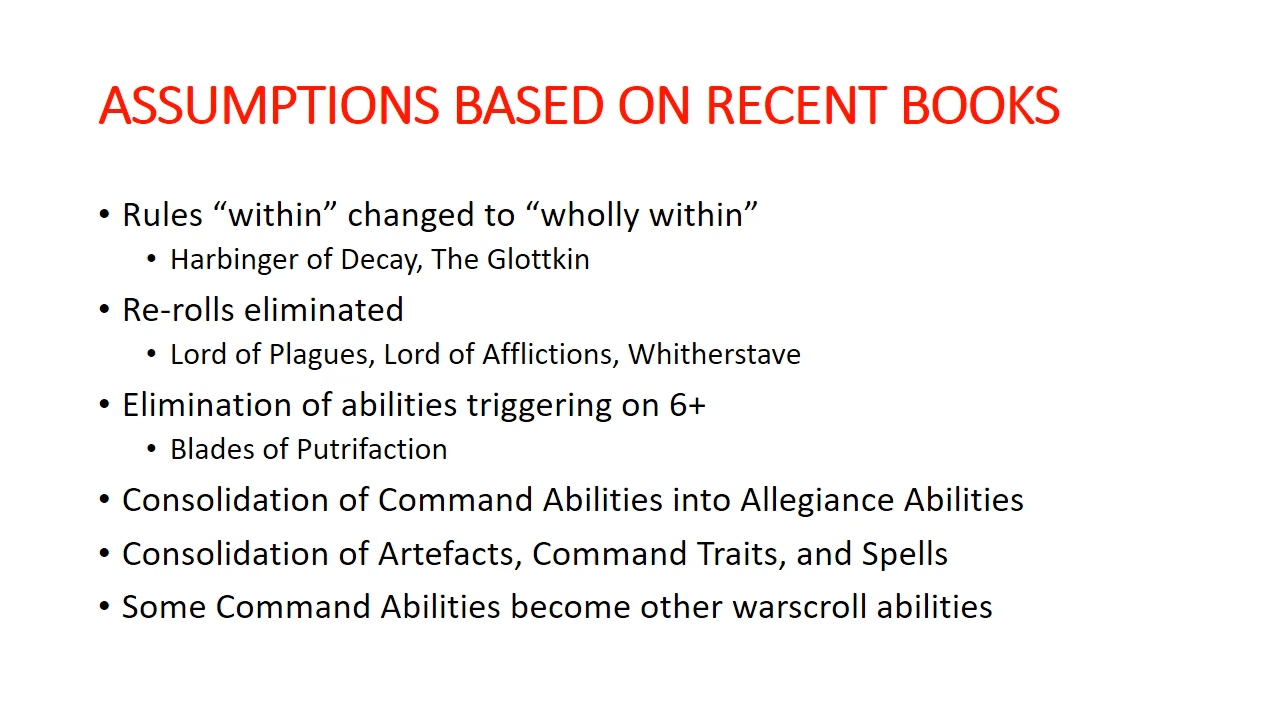 ASSUMPTIONS BASED ON RECENT BOOKS
• Rules “within” changed to “wholly within”
• Harbinger of Decay, The Glottkin
• Re-rolls eliminated
• Lord of Plagues, Lord of Afflictions, Whitherstave
• Elimination of abilities triggering on 6+
• Blades of Putrifaction
• Consolidation of Command Abilities into Allegiance Abilities
• Consolidation of Artefacts, Command Traits, and Spells
• Some Command Abilities become other warscroll abilities